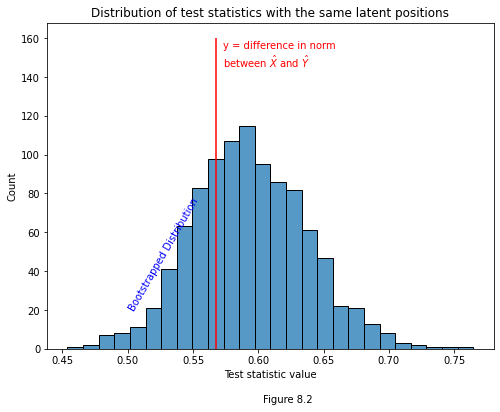 Distribution of test statistics with the same latent positions
y = difference in norm
between $\hat{X}$ and $\hat{Y}$
Bootstrapped Distribution
Count
160
140
120
100
80
60
40
20
0
0.45 0.50 0.55 0.60 0.65 0.70 0.75
Test statistic value
Figure 8.2